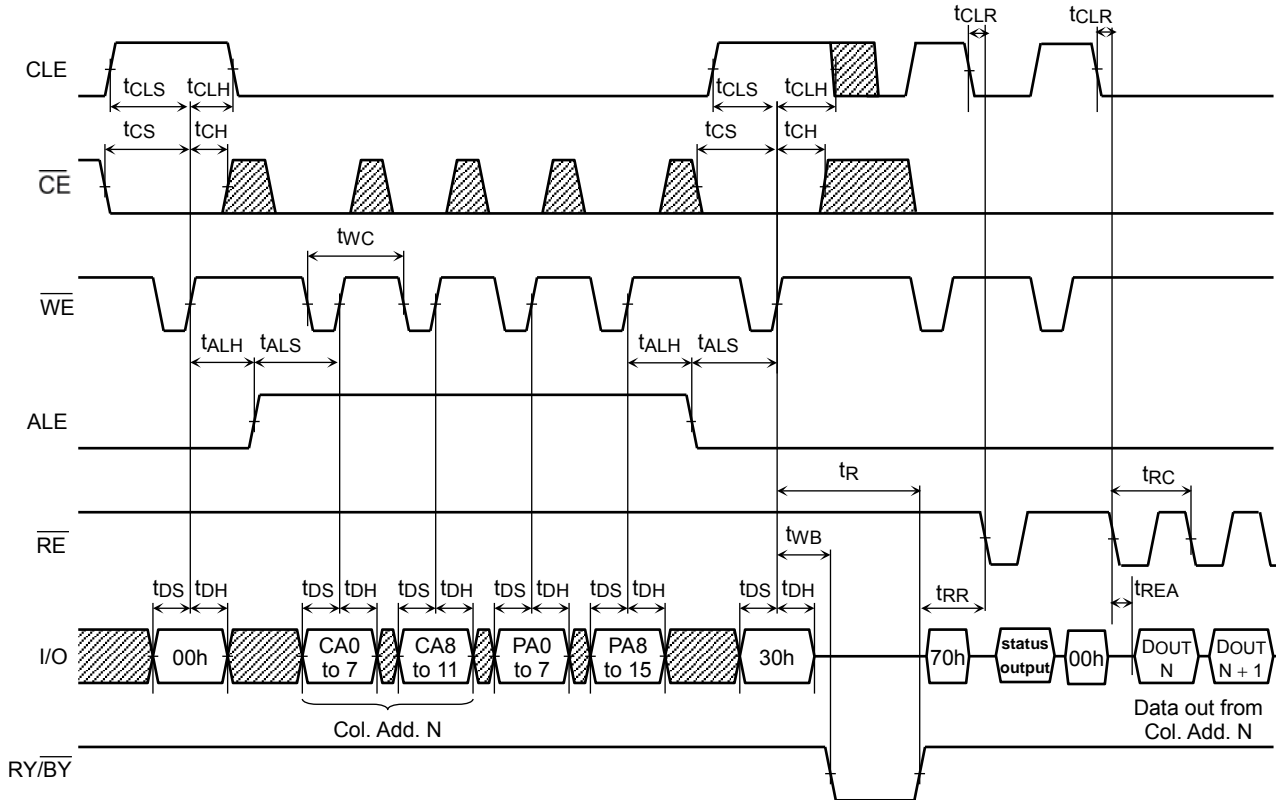 tCLR tCLR
CLE
tCLS tCLH tCLS tCLH
tCS tCH tCS tCH
CE
tWC
WE
tALH tALS tALH tALS
ALE
tR tRC
RE
tWB
tDS tDH tDS tDH tDS tDH tDS tDH tDS tDH tDS tDH tRR tREA
I/O
00h
CA0
to 7
CA8
to 11
PA0
to 7
PA8
to 15
30h
70h
status
output
00h
DOUT
N
DOUT
N + 1
Col. Add. N
Data out from
Col. Add. N
RY/BY